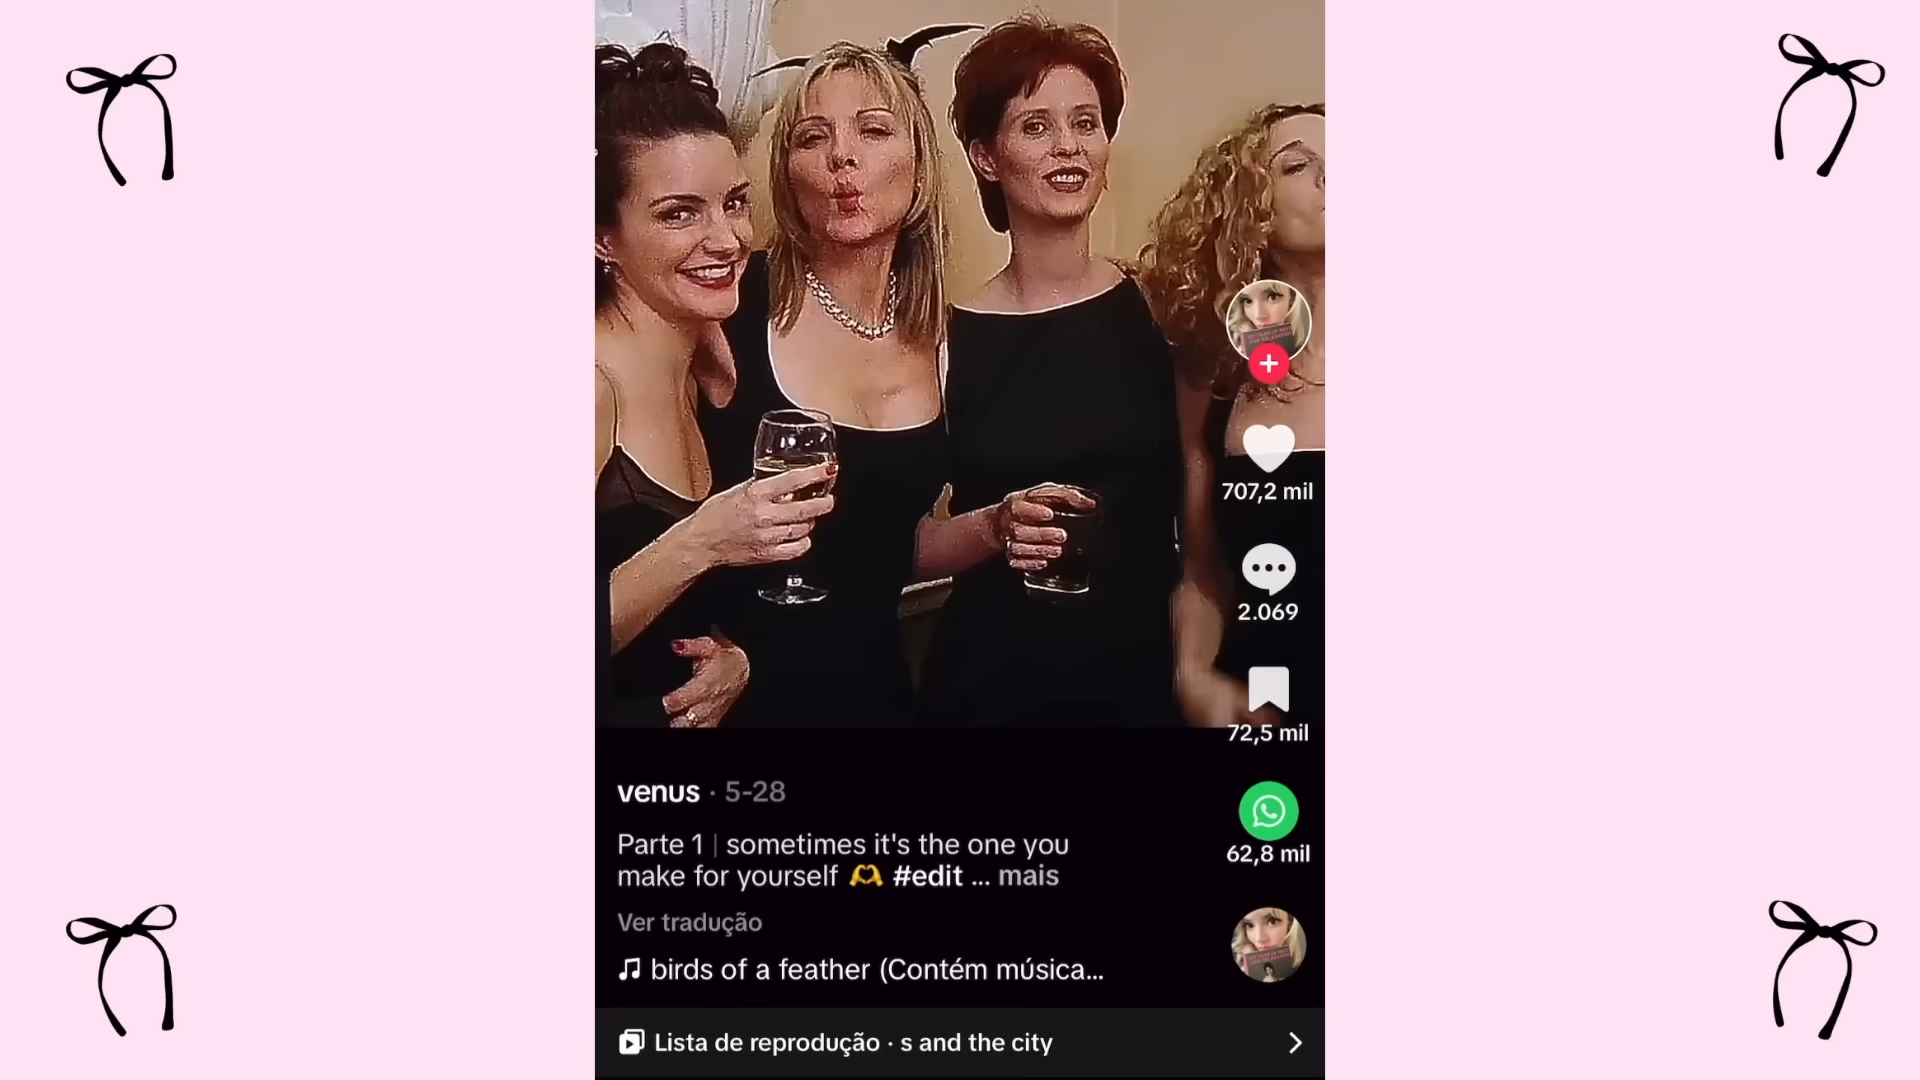 707,2 mil
2.069
72,5 mil
62,8 mil
venus · 5-28
Parte 1 | sometimes it's the one you
make for yourself 🫶 #edit ... mais
Ver tradução
birds of a feather (Contém música...
Lista de reprodução · s and the city